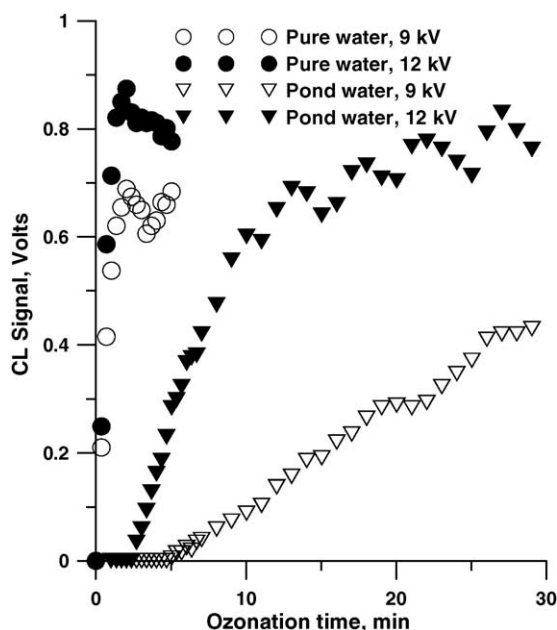 1
Pure water, 9 kV
Pure water, 12 kV
Pond water, 9 kV
Pond water, 12 kV
0.8
0.6
0.4
0.2
0
CL Signal, Volts
0 10 20 30
Ozonation time, min